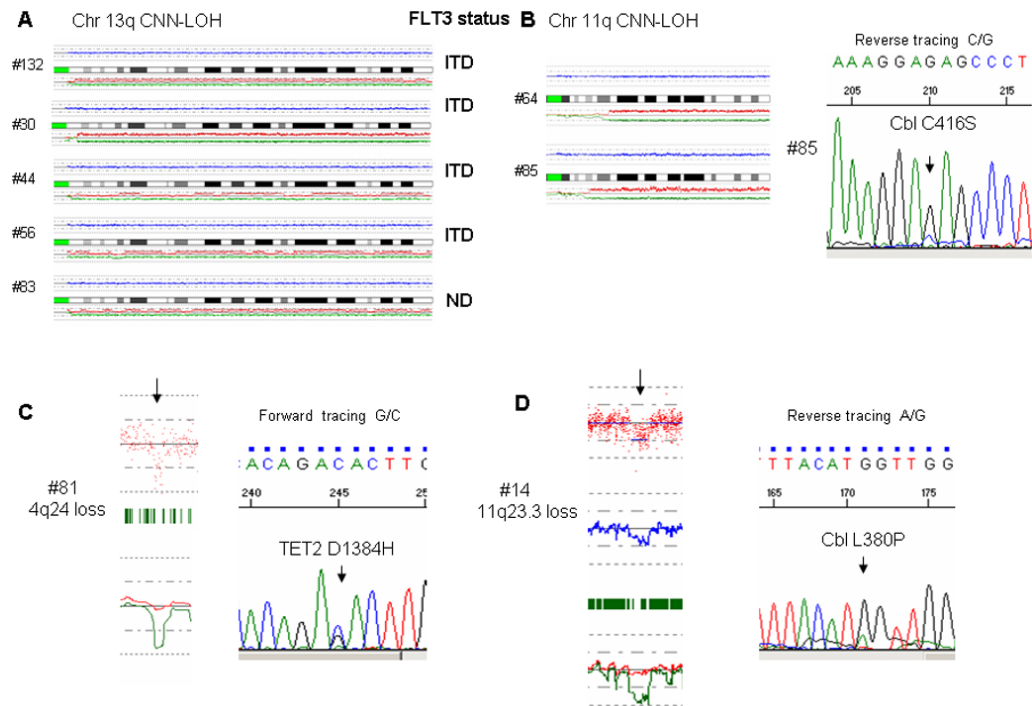 A
Chr 13q CNN-LOH
FLT3 status
#132
ITD
#30
ITD
#44
ITD
#56
ITD
#83
ND
B
Chr 11q CNN-LOH
#64
#85
Reverse tracing C/G
AAAGGAGAGCCCT
205 210 215
Cbl C416S
#85
C
#81
4q24 loss
Forward tracing G/C
ACAGACACTTC
240 245 25
TET2 D1384H
D
#14
11q23.3 loss
Reverse tracing A/G
TTACATGGTTGG
165 170 175
Cbl L380P